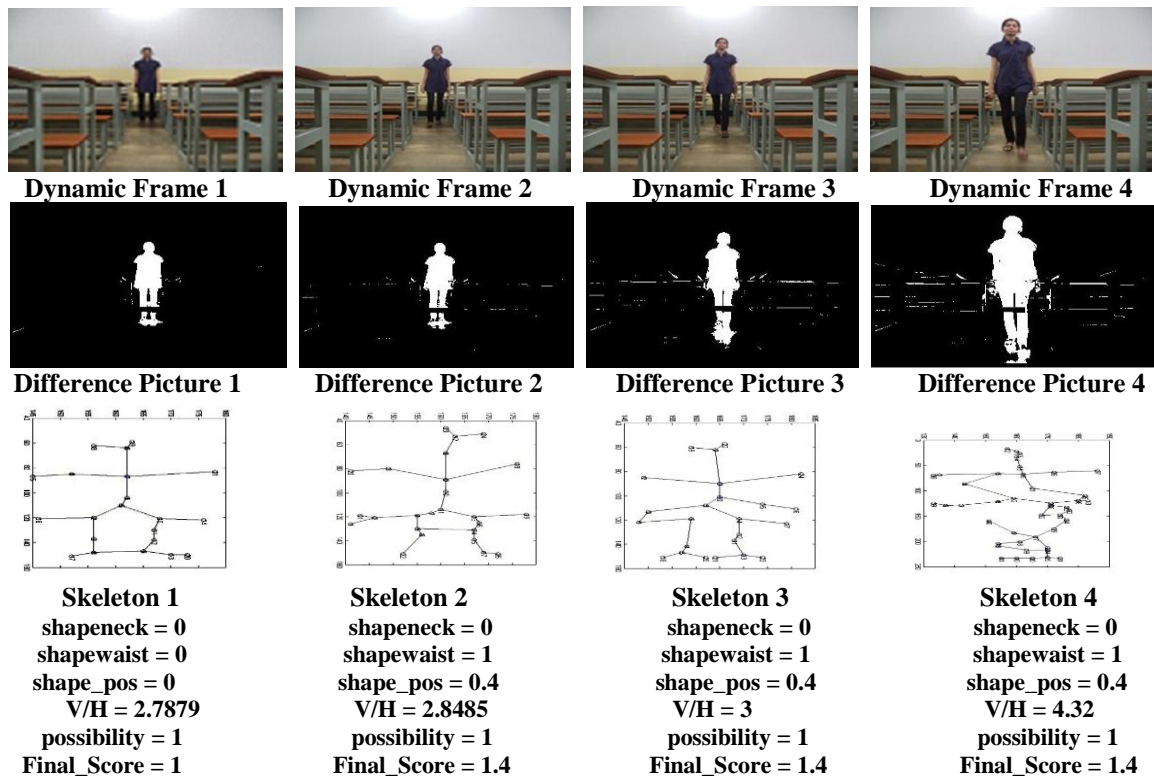 Dynamic Frame 1 Dynamic Frame 2 Dynamic Frame 3 Dynamic Frame 4
Difference Picture 1 Difference Picture 2 Difference Picture 3 Difference Picture 4
Skeleton 1 Skeleton 2 Skeleton 3 Skeleton 4
shapeneck = 0 shapeneck = 0 shapeneck = 0 shapeneck = 0
shapewaist = 0 shapewaist = 1 shapewaist = 1 shapewaist = 1
shape_pos = 0 shape_pos = 0.4 shape_pos = 0.4 shape_pos = 0.4
V/H = 2.7879 V/H = 2.8485 V/H = 3 V/H = 4.32
possibility = 1 possibility = 1 possibility = 1 possibility = 1
Final_Score = 1 Final_Score = 1.4 Final_Score = 1.4 Final_Score = 1.4